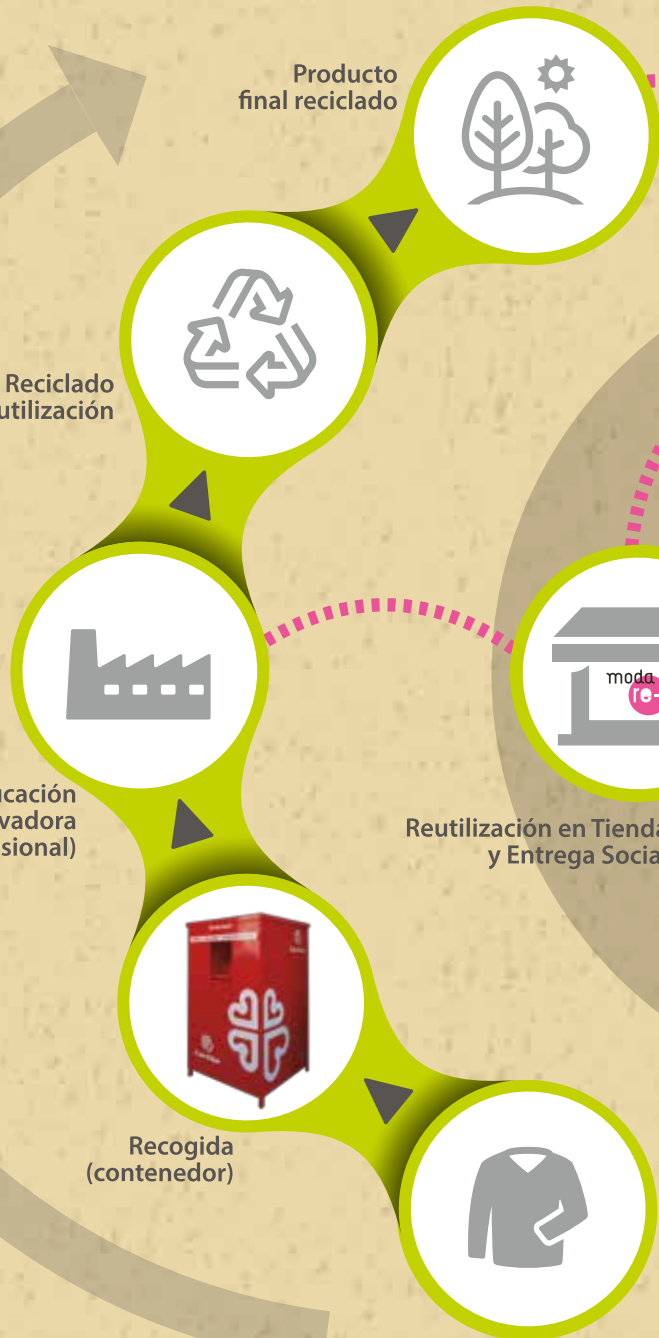 Producto
final reciclado
Reciclado
utilización
moda
re-
cación
vadora
sional)
Reutilización en Tienda
y Entrega Socia
Recogida
(contenedor)